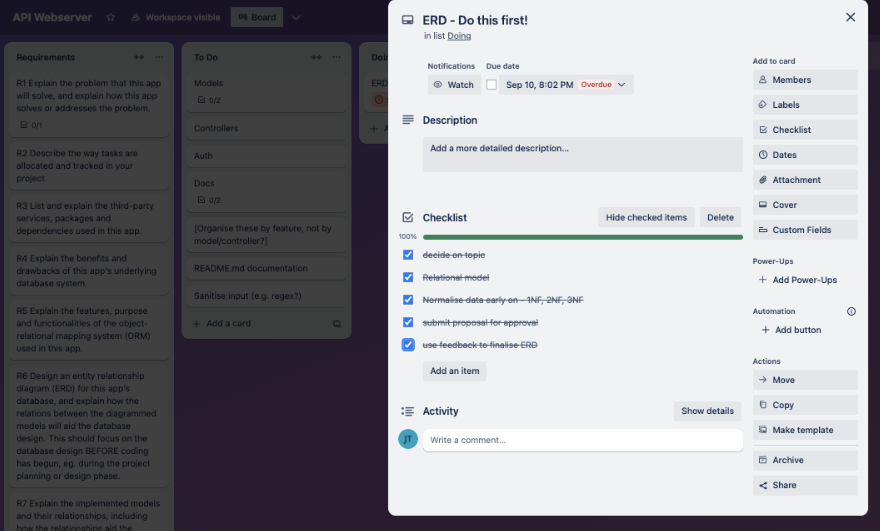 API Webserver
Workspace visible
Board
Requirements
R1 Explain the problem that this app
will solve, and explain how this app
solves or addresses the problem.
0/1
R2 Describe the way tasks are
allocated and tracked in your
project.
R3 List and explain the third-party
services, packages and
dependencies used in this app.
R4 Explain the benefits and
drawbacks of this app's underlying
database system.
R5 Explain the features, purpose
and functionalities of the object-
relational mapping system (ORM)
used in this app.
R6 Design an entity relationship
diagram (ERD) for this app's
database, and explain how the
relations between the diagrammed
models will aid the database
design. This should focus on the
database design BEFORE coding
has begun, eg. during the project
planning or design phase.
R7 Explain the implemented models
and their relationships, including
how the relationships aid the
To Do
Models
0/2
Controllers
Auth
Docs
0/2
[Organise these by feature, not by
model/controller?]
README.md documentation
Sanitise input (e.g. regex?)
+ Add a card
ERD - Do this first!
in list Doing
Notifications
Due date
Watch
Sep 10, 8:02 PM Overdue
Description
Add a more detailed description...
Checklist
Hide checked items
Delete
100%
decide on topic
Relational model
Normalise data early on - 1NF, 2NF, 3NF
submit proposal for approval
use feedback to finalise ERD
Add an item
Activity
Show details
JT
Write a comment...
Add to card
Members
Labels
Checklist
Dates
Attachment
Cover
Custom Fields
Power-Ups
+ Add Power-Ups
Automation
+ Add button
Actions
Move
Copy
Make template
Archive
Share